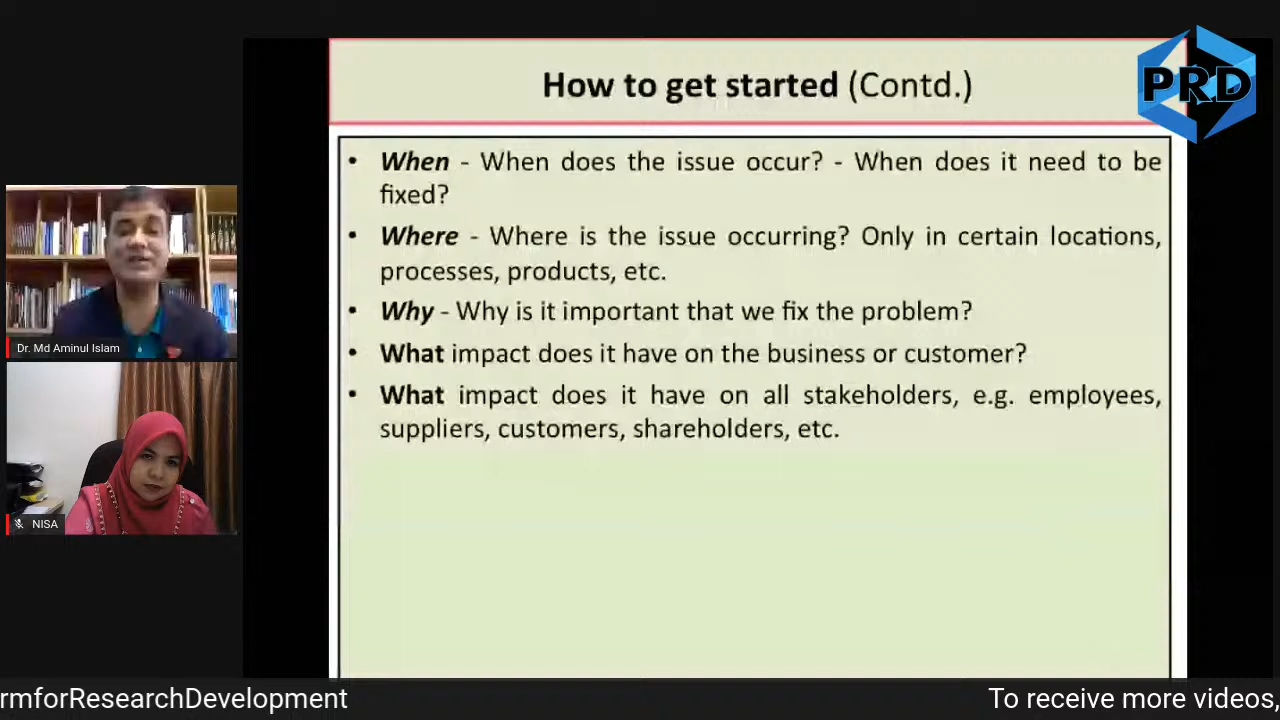 How to get started (Contd.)
PRD
• When - When does the issue occur? - When does it need to be
fixed?
• Where - Where is the issue occurring? Only in certain locations,
processes, products, etc.
• Why - Why is it important that we fix the problem?
• What impact does it have on the business or customer?
• What impact does it have on all stakeholders, e.g. employees,
suppliers, customers, shareholders, etc.
Dr. Md Aminul Islam
NISA
rmforResearchDevelopment
To receive more videos,